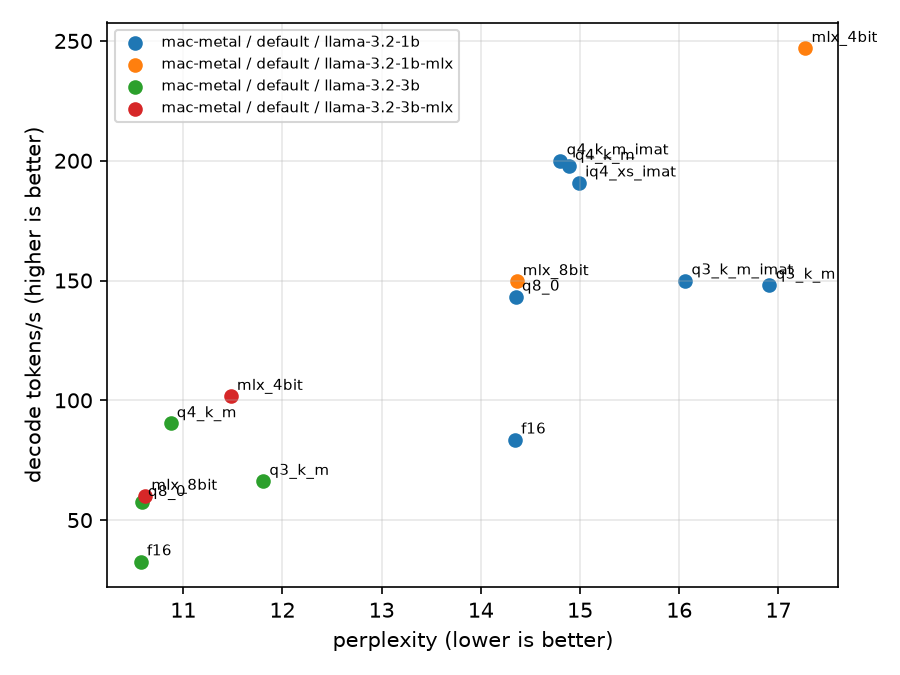 mac-metal / default / llama-3.2-1b
mac-metal / default / llama-3.2-1b-mlx
mac-metal / default / llama-3.2-3b
mac-metal / default / llama-3.2-3b-mlx
mlx_4bit
q4_k_m_imat
q4_k_m
iq4_xs_imat
mlx_8bit
q8_0
q3_k_m_imat
q3_k_m
f16
mlx_4bit
q4_k_m
q3_k_m
mlx_8bit
q8_0
f16
250
200
150
100
50
decode tokens/s (higher is better)
11 12 13 14 15 16 17
perplexity (lower is better)